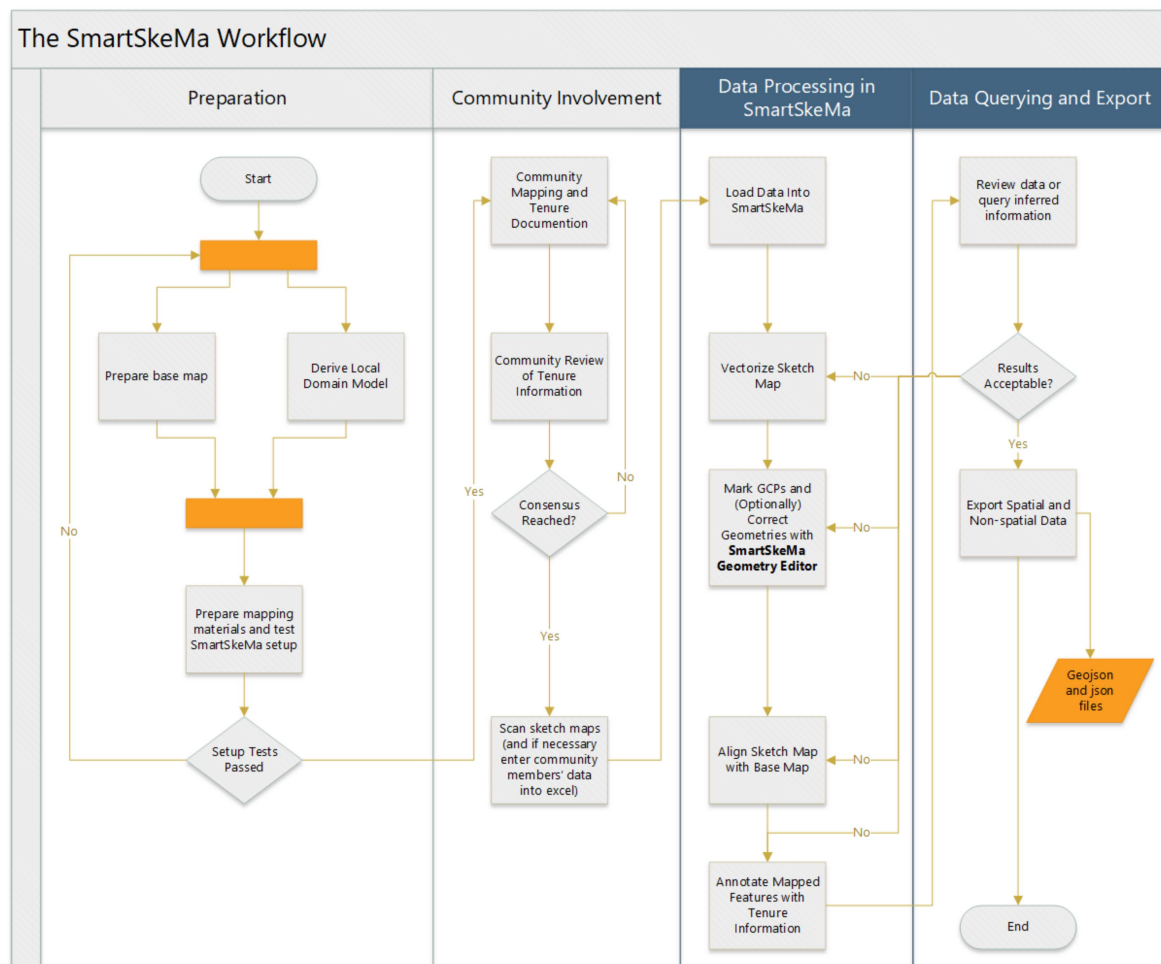 The SmartSkeMa Workflow
Preparation
Community Involvement
Data Processing in
SmartSkeMa
Data Querying and Export
Start
Prepare base map
Derive Local
Domain Model
No
Prepare mapping
materials and test
SmartSkeMa setup
Setup Tests
Passed
Yes
Community
Mapping and
Tenure
Documention
Community Review
of Tenure
Information
Consensus
Reached?
No
Yes
Scan sketch maps
(and if necessary
enter community
members' data
into excel)
Load Data Into
SmartSkeMa
Vectorize Sketch
Map
No
Mark GCPs and
(Optionally)
Correct
Geometries with
SmartSkeMa
Geometry Editor
No
Align Sketch Map
with Base Map
No
No
Annotate Mapped
Features with
Tenure
Information
Review data or
query inferred
information
Results
Acceptable?
Yes
Export Spatial and
Non-spatial Data
Geojson
and json
files
End